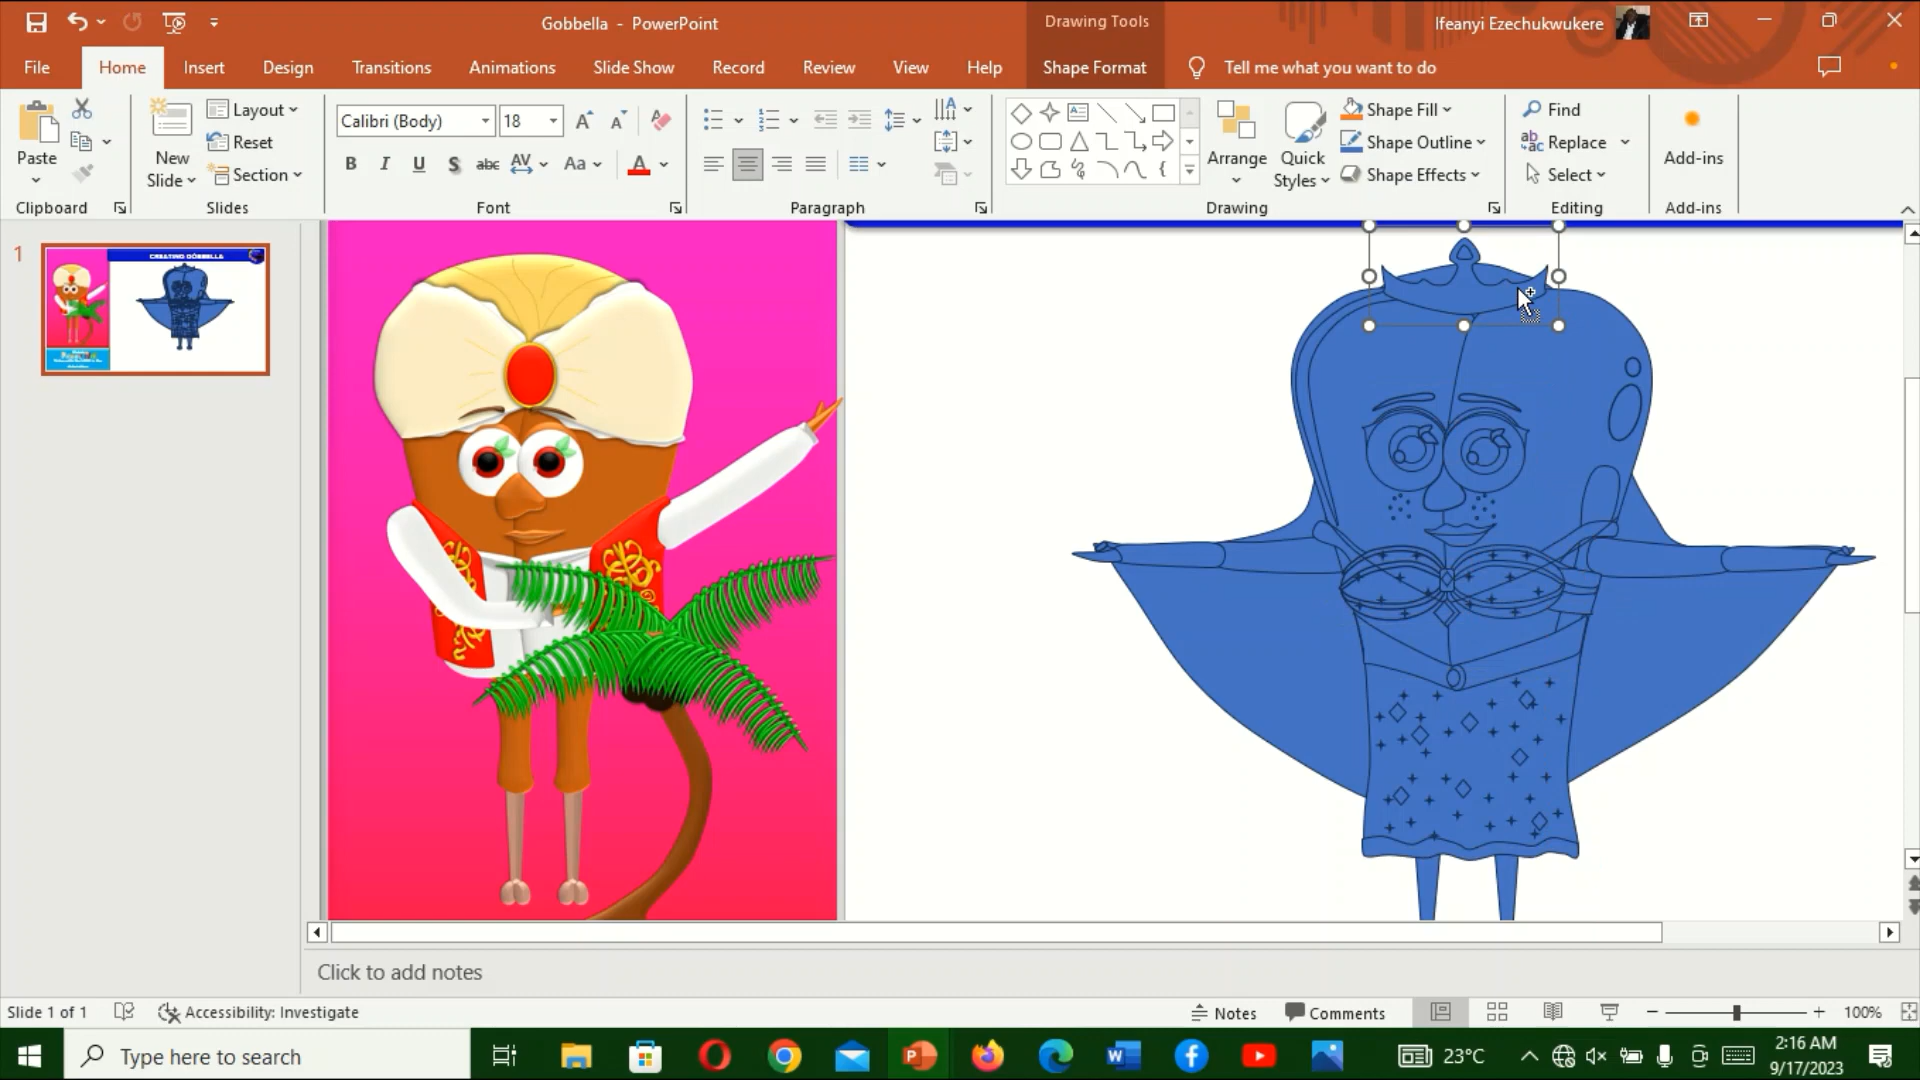 Gobbella - PowerPoint
Drawing Tools
Ifeanyi Ezechukwukere
File Home Insert Design Transitions Animations Slide Show Record Review View Help Shape Format Tell me what you want to do
Paste
New Slide
Layout
Reset
Section
Calibri (Body) 18
B I U S abc AV Aa A
Arrange
Quick Styles
Shape Fill
Shape Outline
Shape Effects
Find
Replace
Select
Add-ins
Clipboard Slides Font Paragraph Drawing Editing Add-ins
1
CREATING GOBBELLA
Click to add notes
Slide 1 of 1 Accessibility: Investigate Notes Comments 100%
Type here to search
23°C
2:16 AM
9/17/2023